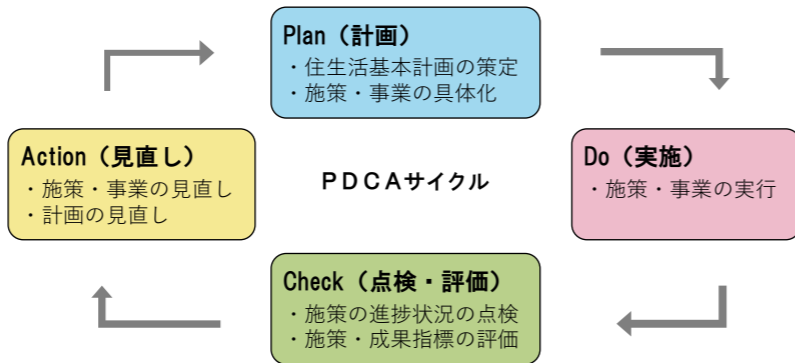 Plan（計画）
・住生活基本計画の策定
・施策・事業の具体化
Action（見直し）
・施策・事業の見直し
・計画の見直し
ＰＤＣＡサイクル
Do（実施）
・施策・事業の実行
Check（点検・評価）
・施策の進捗状況の点検
・施策・成果指標の評価